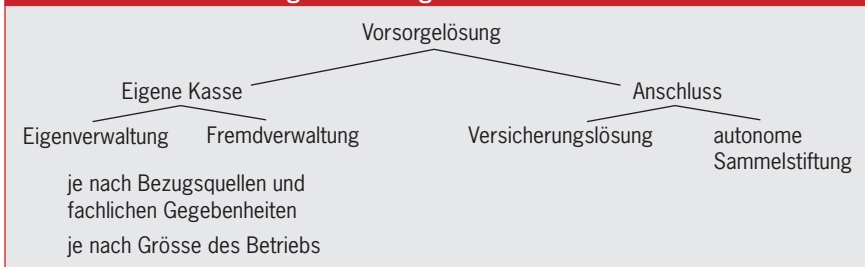 Vorsorgelösung
Eigene Kasse Anschluss
Eigenverwaltung Fremdverwaltung Versicherungslösung autonome
Sammelstiftung
je nach Bezugsquellen und
fachlichen Gegebenheiten
je nach Grösse des Betriebs